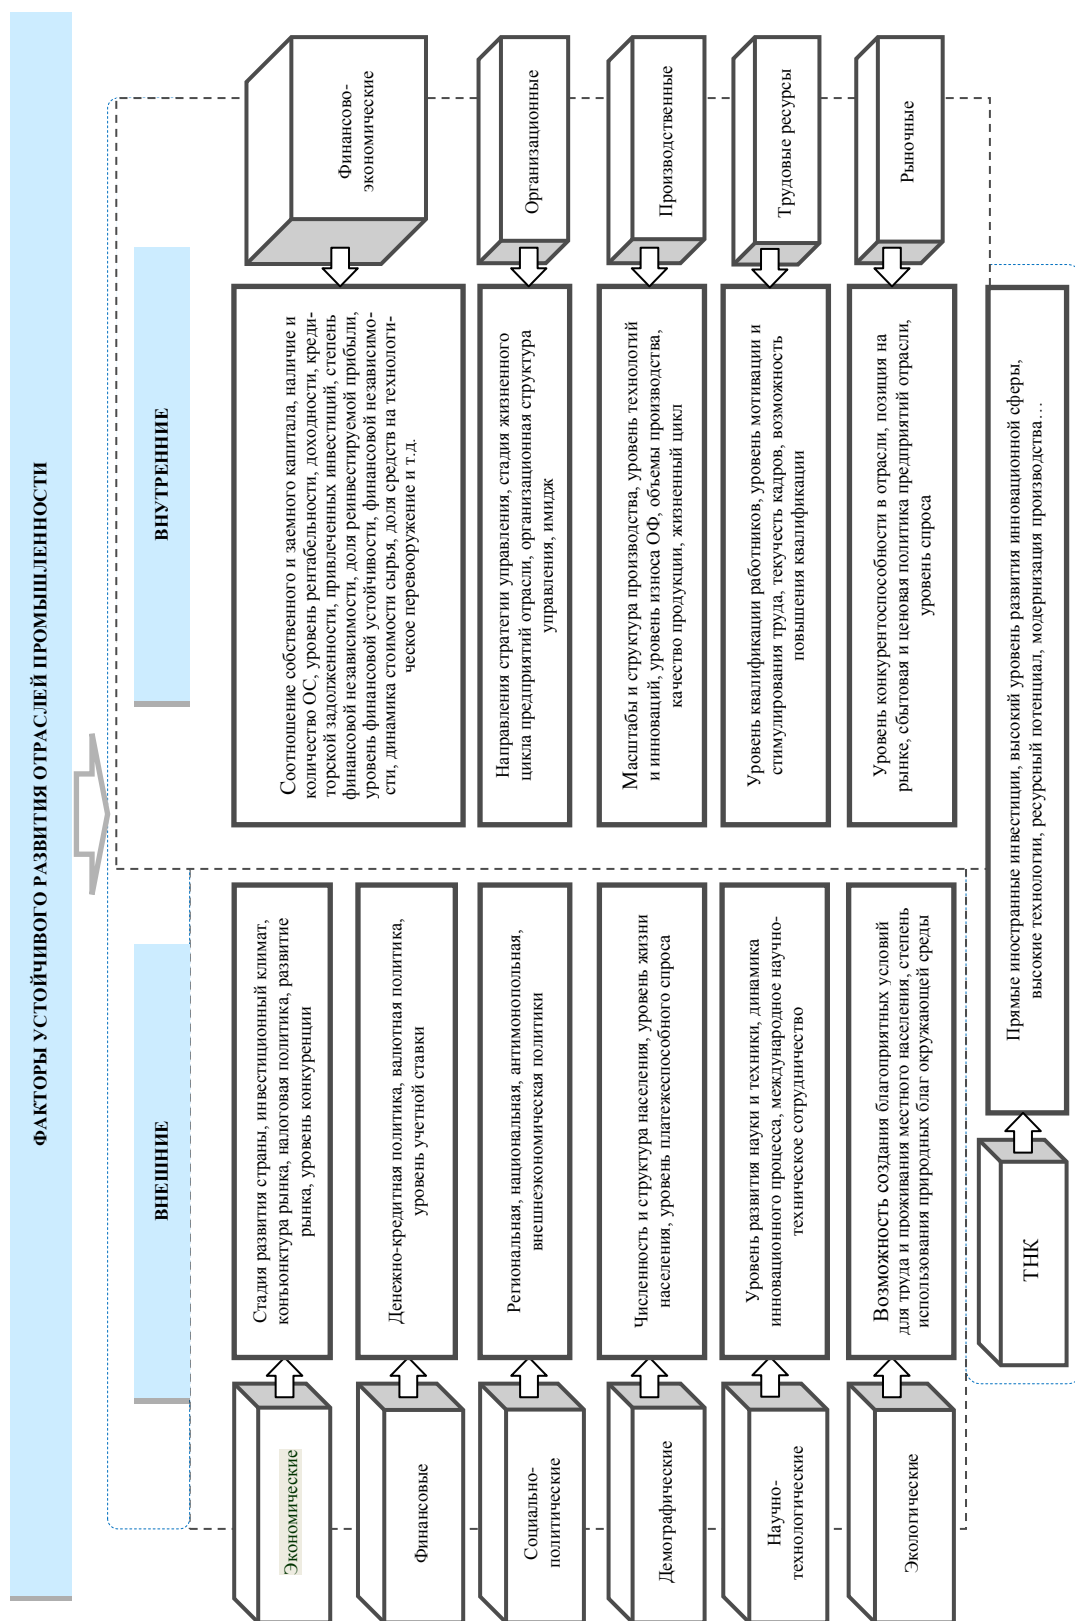 ФАКТОРЫ УСТОЙЧИВОГО РАЗВИТИЯ ОТРАСЛЕЙ ПРОМЫШЛЕННОСТИ
ВНЕШНИЕ
ВНУТРЕННИЕ
Экономические
Стадия развития страны, инвестиционный климат,
конъюнктура рынка, налоговая политика, развитие
рынка, уровень конкуренции
Соотношение собственного и заемного капитала, наличие и
количество ОС, уровень рентабельности, доходности, креди-
торской задолженности, привлеченных инвестиций, степень
финансовой независимости, доля реинвестируемой прибыли,
уровень финансовой устойчивости, финансовой независимо-
сти, динамика стоимости сырья, доля средств на технологи-
ческое перевооружение и т.д.
Финансово-
экономические
Финансовые
Денежно-кредитная политика, валютная политика,
уровень учетной ставки
Социально-
политические
Региональная, национальная, антимонопольная,
внешнеэкономическая политики
Направления стратегии управления, стадия жизненного
цикла предприятий отрасли, организационная структура
управления, имидж
Организационные
Демографические
Численность и структура населения, уровень жизни
населения, уровень платежеспособного спроса
Масштабы и структура производства, уровень технологий
и инноваций, уровень износа ОФ, объемы производства,
качество продукции, жизненный цикл
Производственные
Научно-
технологические
Уровень развития науки и техники, динамика
инновационного процесса, международное научно-
техническое сотрудничество
Уровень квалификации работников, уровень мотивации и
стимулирования труда, текучесть кадров, возможность
повышения квалификации
Трудовые ресурсы
Экологические
Возможность создания благоприятных условий
для труда и проживания местного населения, степень
использования природных благ окружающей среды
Уровень конкурентоспособности в отрасли, позиция на
рынке, сбытовая и ценовая политика предприятий отрасли,
уровень спроса
Рыночные
ТНК
Прямые иностранные инвестиции, высокий уровень развития инновационной сферы,
высокие технологии, ресурсный потенциал, модернизация производства…